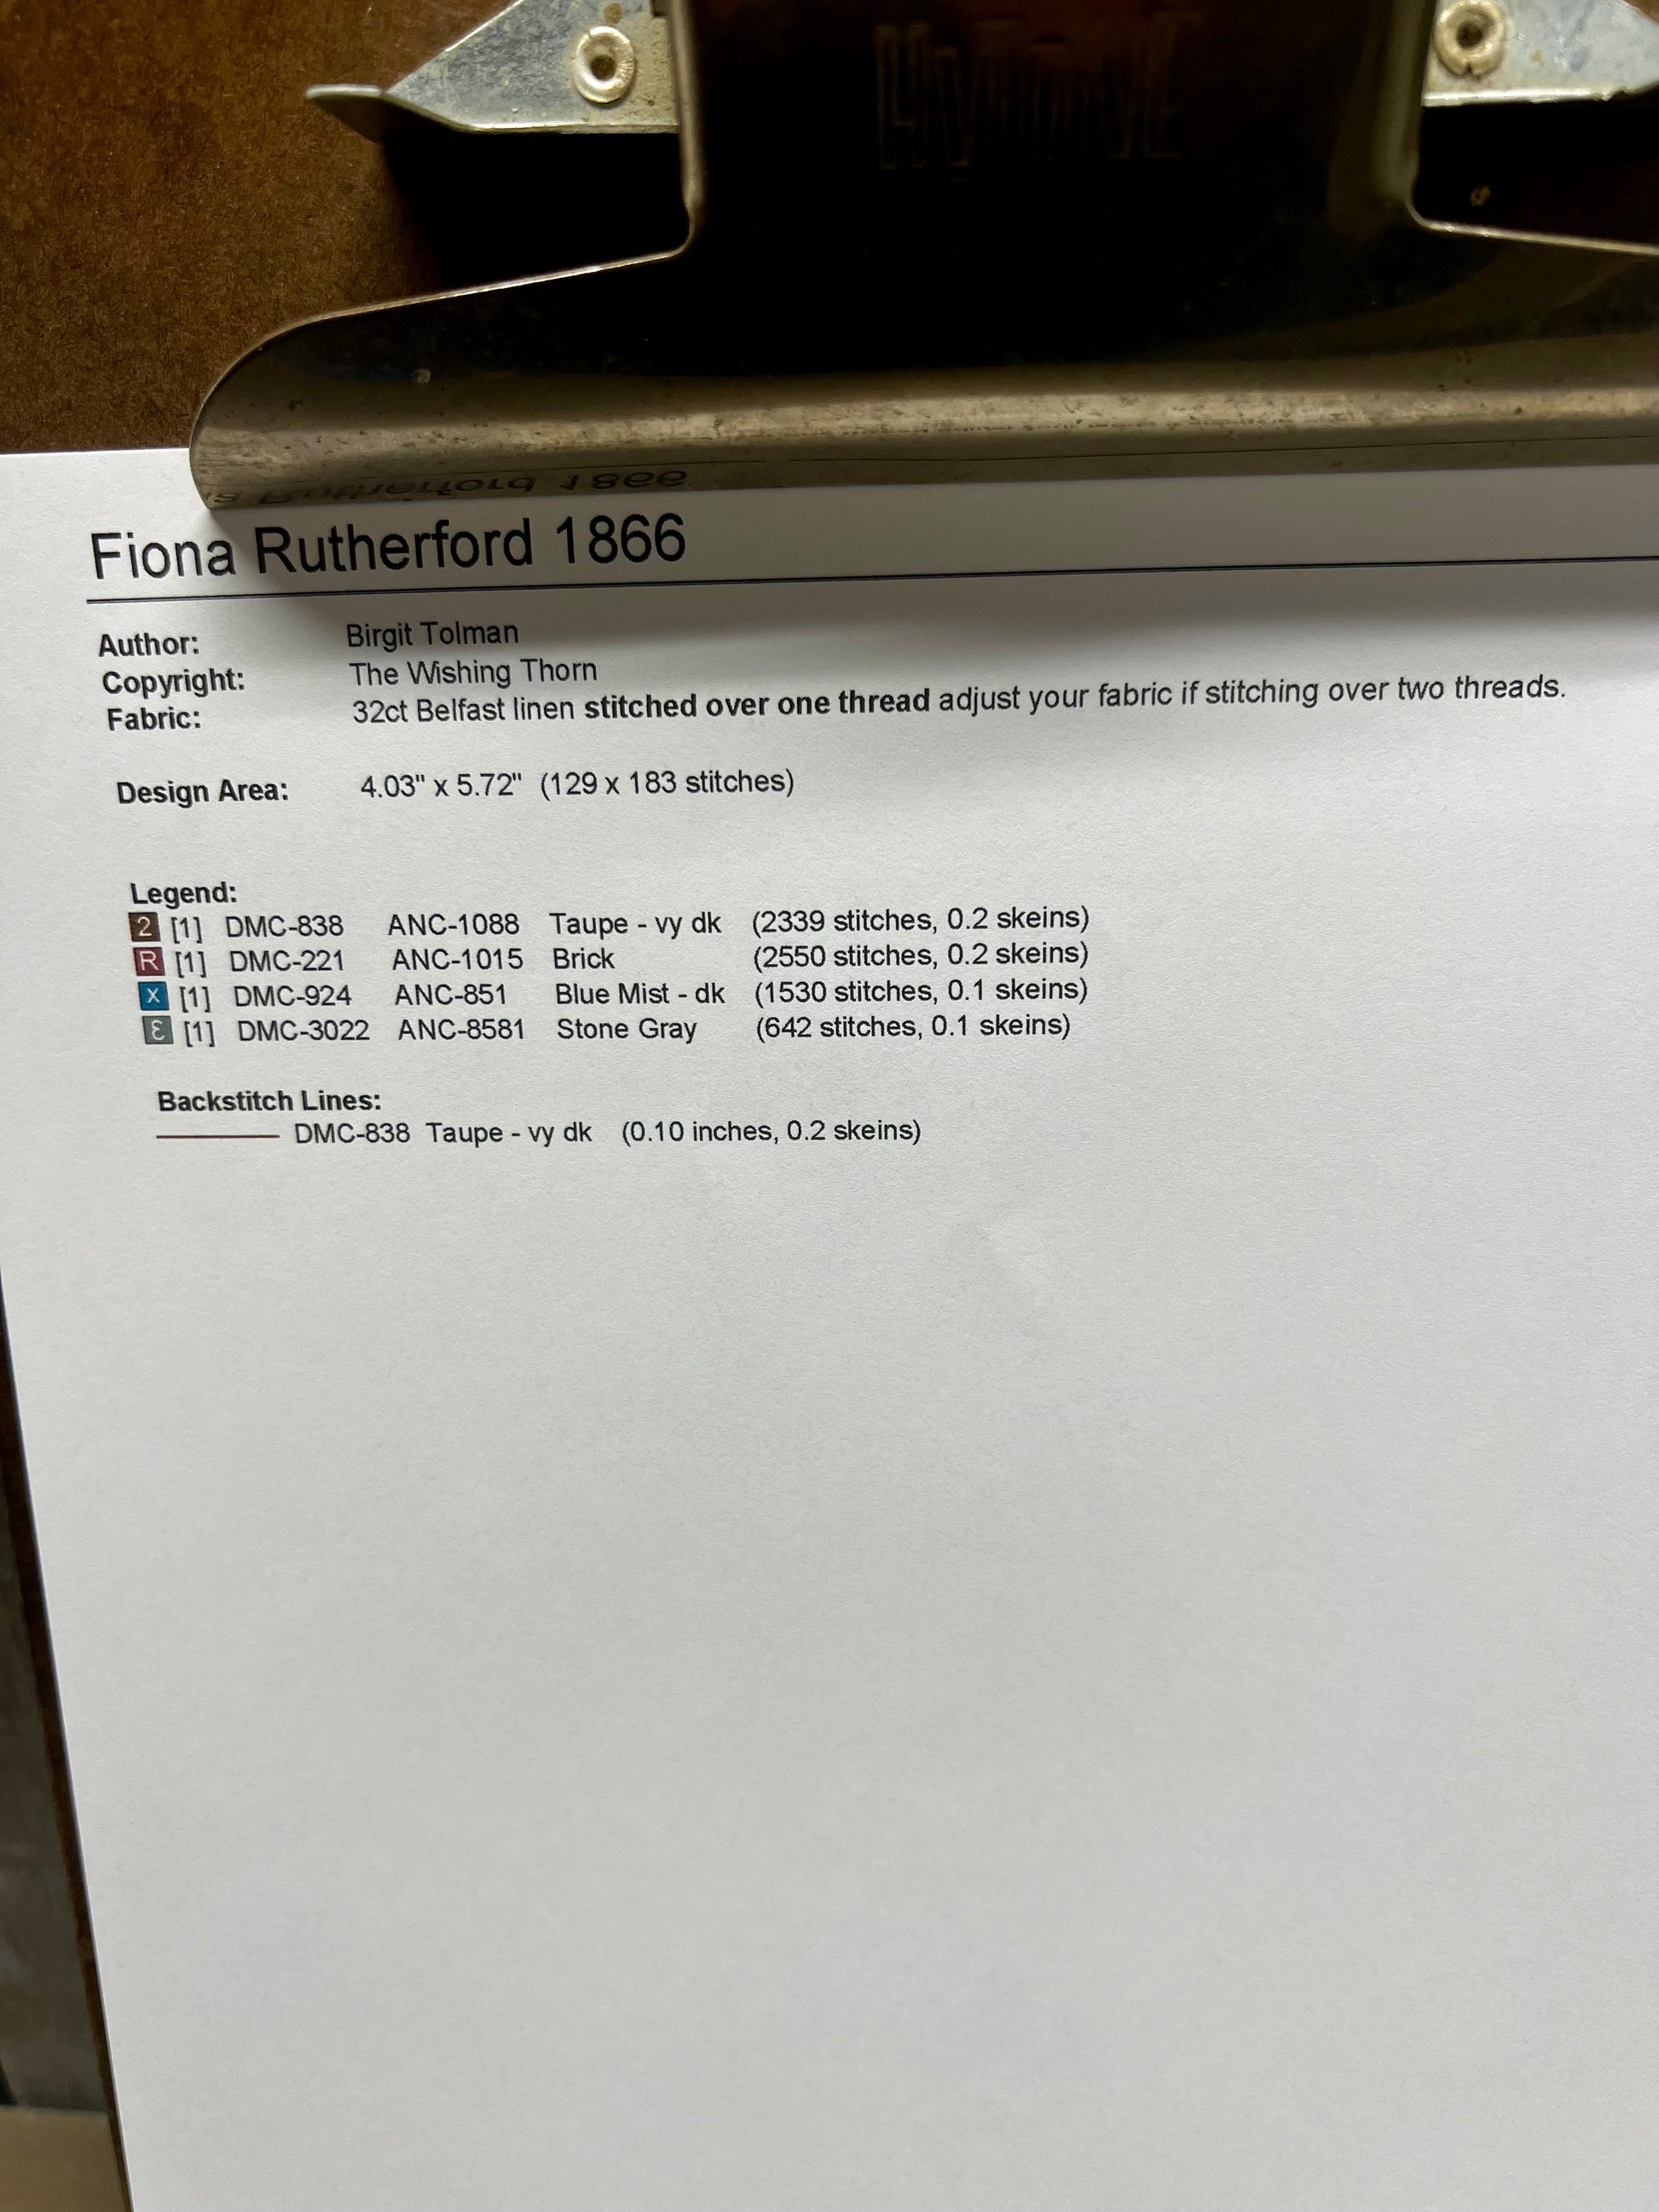 Fiona Rutherford 1866
Author: Birgit Tolman
Copyright: The Wishing Thorn
Fabric: 32ct Belfast linen stitched over one thread adjust your fabric if stitching over two threads.
Design Area: 4.03" x 5.72" (129 x 183 stitches)
Legend:
2 [1] DMC-838 ANC-1088 Taupe - vy dk (2339 stitches, 0.2 skeins)
R [1] DMC-221 ANC-1015 Brick (2550 stitches, 0.2 skeins)
x [1] DMC-924 ANC-851 Blue Mist - dk (1530 stitches, 0.1 skeins)
ε [1] DMC-3022 ANC-8581 Stone Gray (642 stitches, 0.1 skeins)
Backstitch Lines:
DMC-838 Taupe - vy dk (0.10 inches, 0.2 skeins)